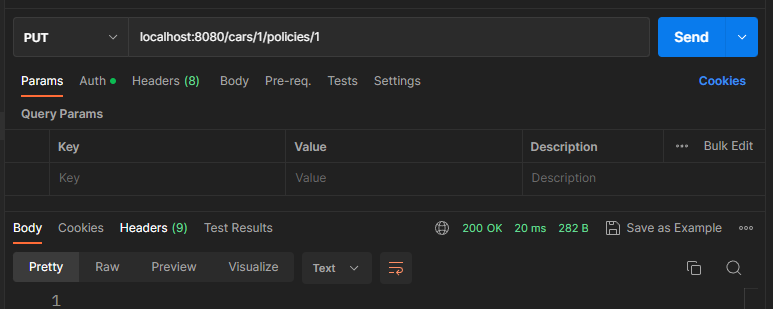 PUT localhost:8080/cars/1/policies/1 Send
Params Auth Headers (8) Body Pre-req. Tests Settings Cookies
Query Params
Key Value Description Bulk Edit
Key Value Description
Body Cookies Headers (9) Test Results 200 OK 20 ms 282 B Save as Example
Pretty Raw Preview Visualize Text
1